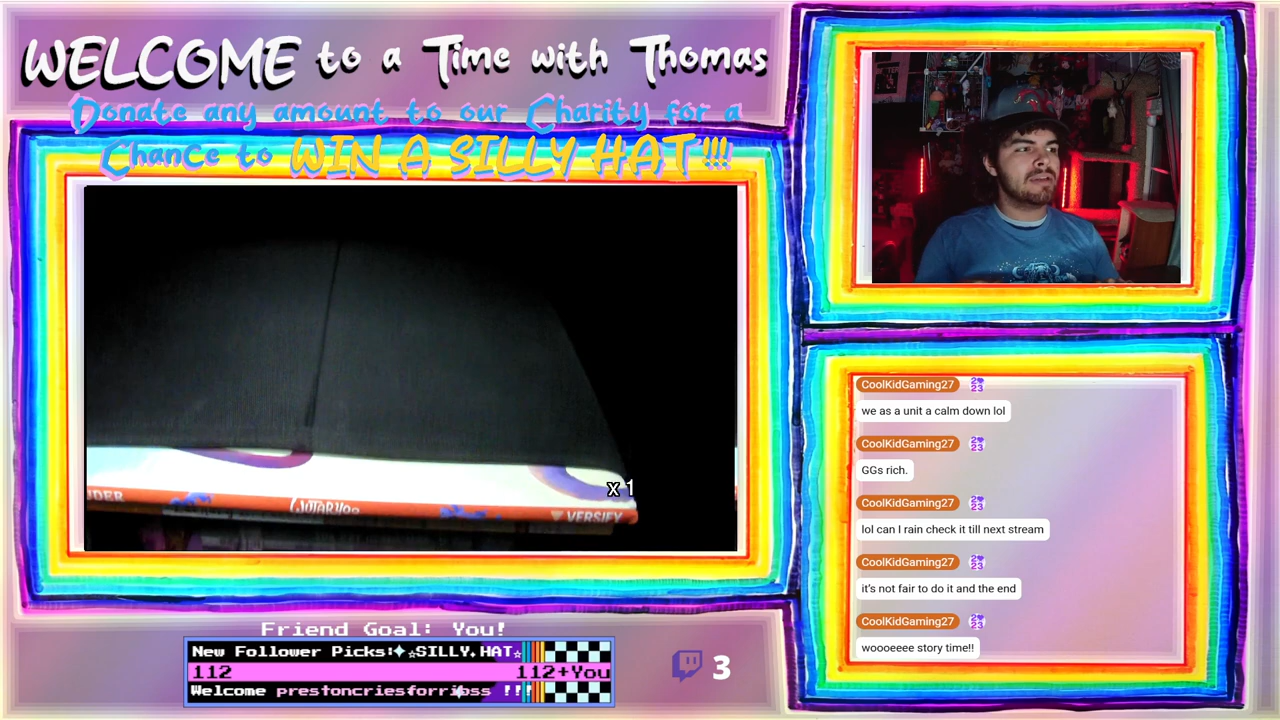 WELCOME to a Time with Thomas
Donate any amount to our Charity for a
Chance to WIN A SILLY HAT!!!
x 1
VERSIFY
Friend Goal: You!
New Follower Picks:✦☆SILLY.HAT☆
112 112+You
Welcome !!!
3
CoolKidGaming27
we as a unit a calm down lol
CoolKidGaming27
GGs rich.
CoolKidGaming27
lol can I rain check it till next stream
CoolKidGaming27
it's not fair to do it and the end
CoolKidGaming27
woooeeee story time!!